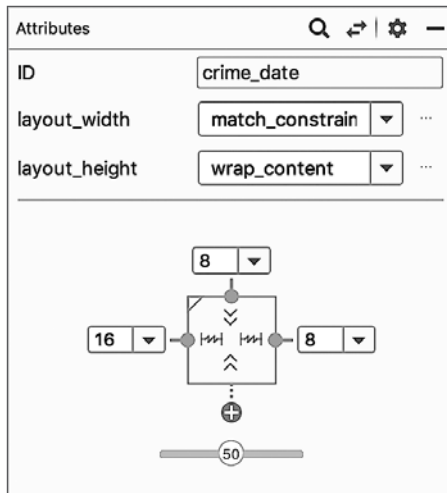 Attributes
ID crime_date
layout_width match_constrain ...
layout_height wrap_content ...
8
16 8
50